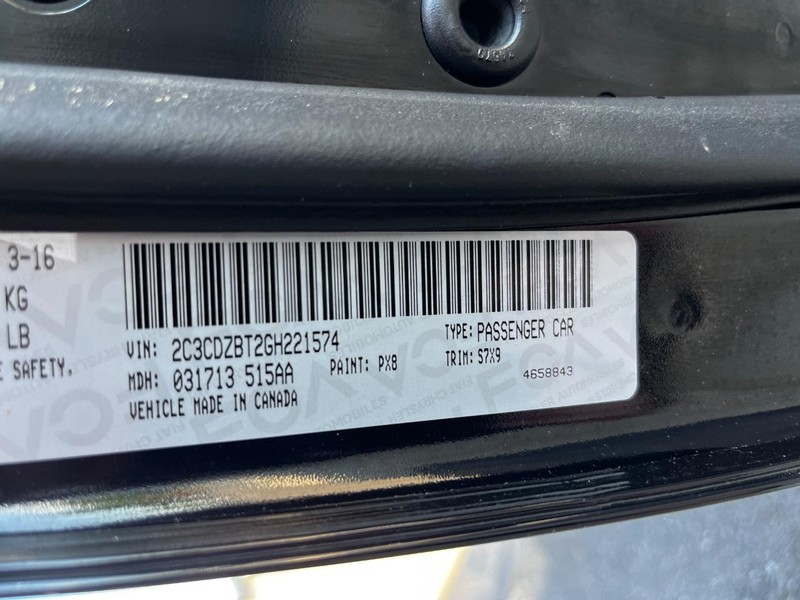 3-16
KG
LB
E SAFETY.
VIN: 2C3CDZBT2GH221574
TYPE: PASSENGER CAR
MDH: 031713 515AA
PAINT: PX8
TRIM: S7X9
VEHICLE MADE IN CANADA
4658843